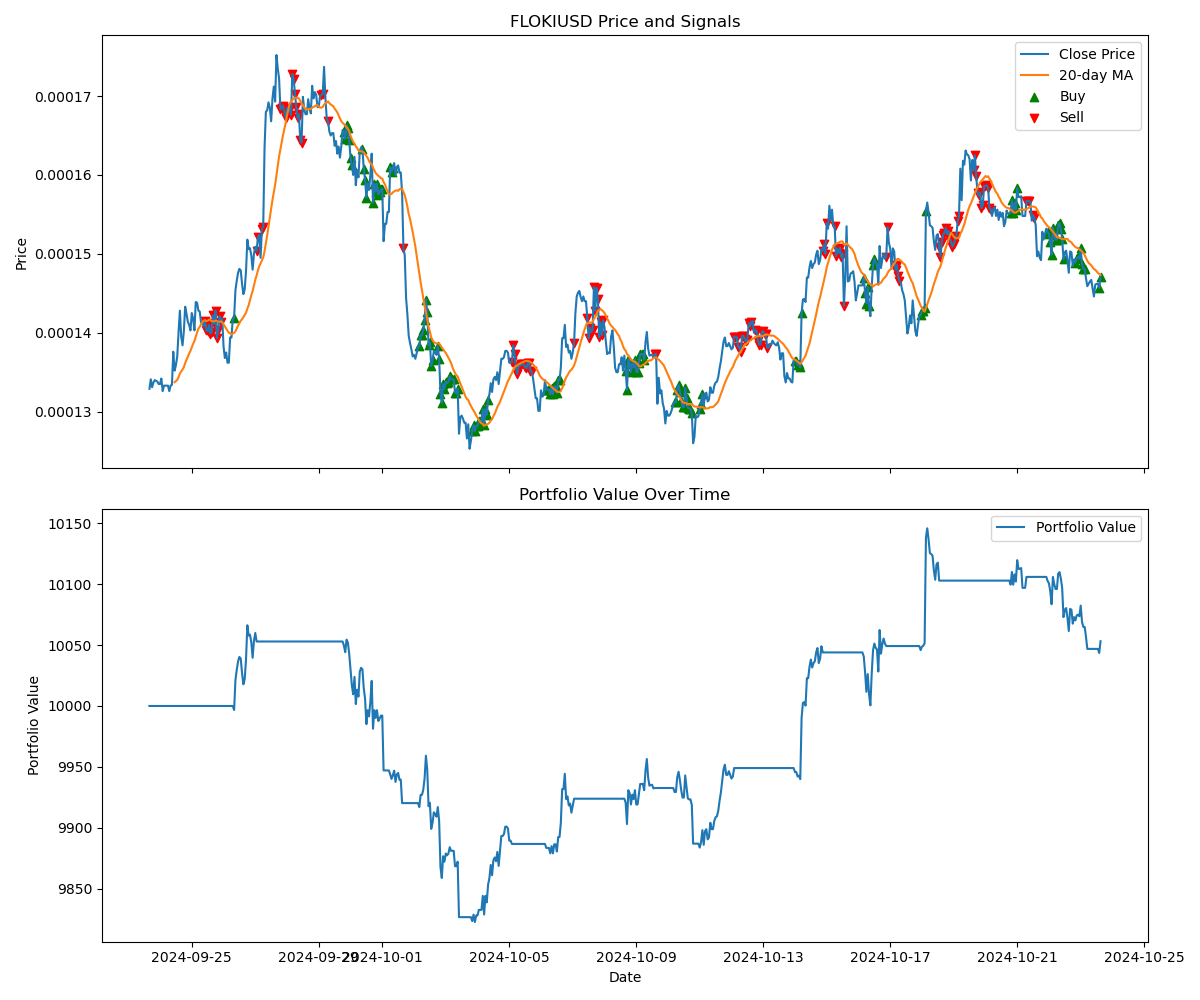 FLOKIUSD Price and Signals
Close Price
20-day MA
Buy
Sell
Price
0.00017
0.00016
0.00015
0.00014
0.00013
Portfolio Value Over Time
Portfolio Value
Portfolio Value
10150
10100
10050
10000
9950
9900
9850
2024-09-25
2024-09-29
2024-10-01
2024-10-05
2024-10-09
2024-10-13
2024-10-17
2024-10-21
2024-10-25
Date